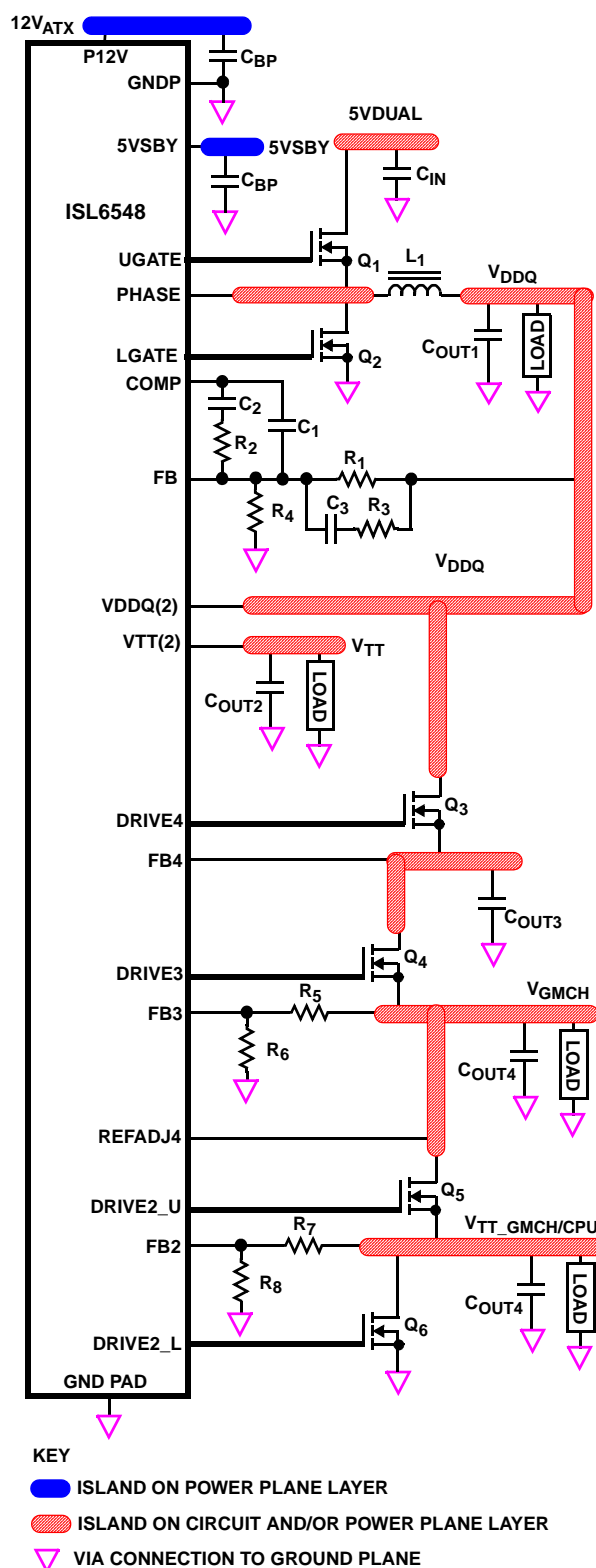 12VATX
P12V
CBP
GNDP
5VDUAL
5VSBY
5VSBY
CBP
CIN
ISL6548
UGATE
Q1
L1
VDDQ
PHASE
COUT1
LOAD
LGATE
Q2
COMP
C2
C1
R2
FB
R1
R4
C3
R3
VDDQ
VDDQ(2)
VTT(2)
VTT
COUT2
LOAD
Q3
DRIVE4
FB4
COUT3
Q4
DRIVE3
R5
VGMCH
FB3
R6
COUT4
LOAD
REFADJ4
Q5
DRIVE2_U
R7
VTT_GMCH/CPU
FB2
R8
COUT4
LOAD
Q6
DRIVE2_L
GND PAD
KEY
ISLAND ON POWER PLANE LAYER
ISLAND ON CIRCUIT AND/OR POWER PLANE LAYER
VIA CONNECTION TO GROUND PLANE